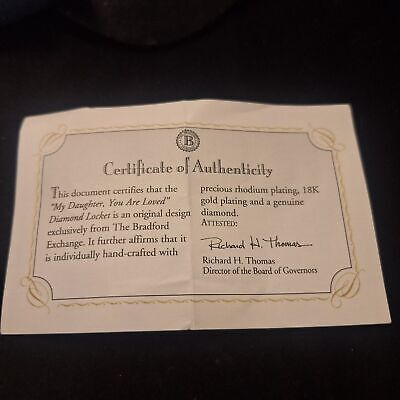 B
Certificate of Authenticity
This document certifies that the
"My Daughter, You Are Loved"
Diamond Locket is an original design
exclusively from The Bradford
Exchange. It further affirms that it
is individually hand-crafted with
precious rhodium plating, 18K
gold plating and a genuine
diamond.
ATTESTED:
Richard H. Thomas
Richard H. Thomas
Director of the Board of Governors